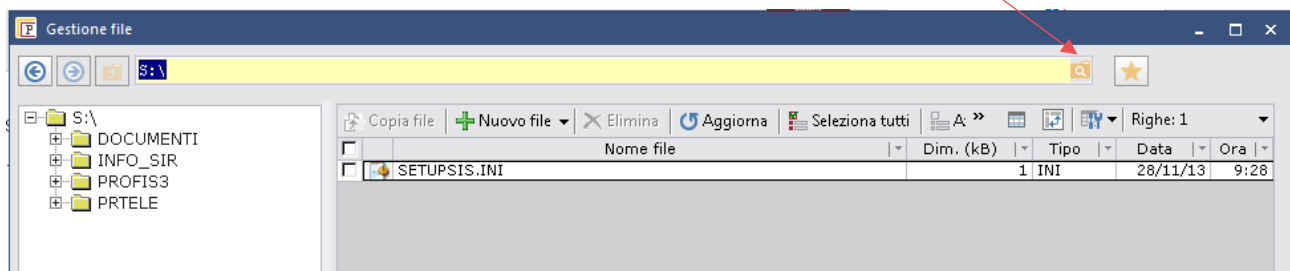 Gestione file
S:\
S:\
DOCUMENTI
INFO_SIR
PROFIS3
PRTELE
Copia file Nuovo file Elimina Aggiorna Seleziona tutti A: » Righe: 1
Nome file Dim. (kB) Tipo Data Ora
SETUPSIS.INI 1 INI 28/11/13 9:28